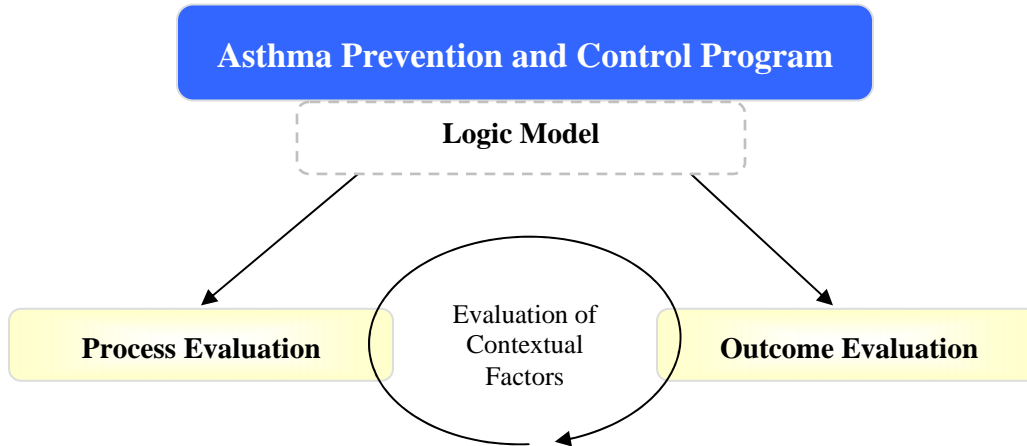 Asthma Prevention and Control Program
Logic Model
Evaluation of
Contextual
Factors
Process Evaluation
Outcome Evaluation